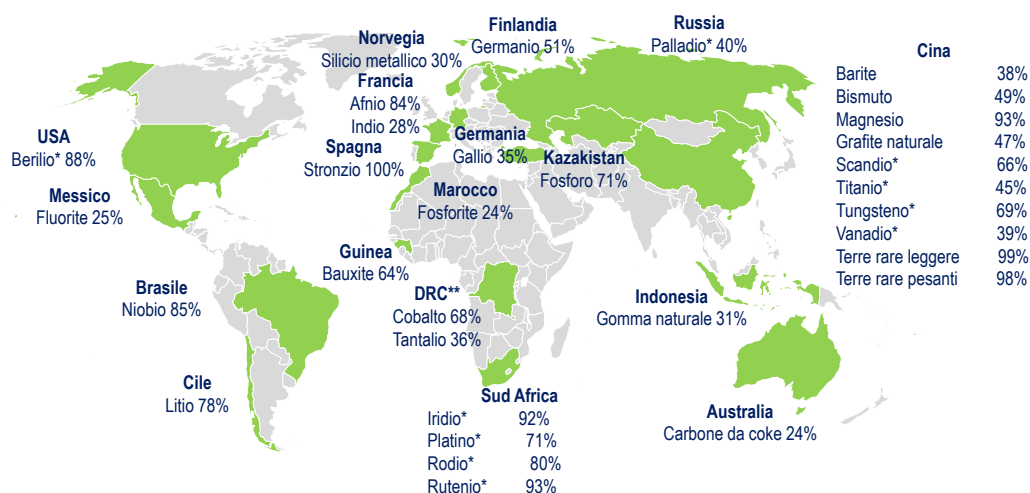 Finlandia
Germanio 51%
Russia
Palladio* 40%
Norvegia
Silicio metallico 30%
Francia
Afnio 84%
Indio 28%
Germania
Gallio 35%
Spagna
Stronzio 100%
Kazakistan
Fosforo 71%
USA
Berilio* 88%
Messico
Fluorite 25%
Marocco
Fosforite 24%
Guinea
Bauxite 64%
Brasile
Niobio 85%
DRC**
Cobalto 68%
Tantalio 36%
Indonesia
Gomma naturale 31%
Cile
Litio 78%
Sud Africa
Iridio* 92%
Platino* 71%
Rodio* 80%
Rutenio* 93%
Australia
Carbone da coke 24%
Cina
Barite 38%
Bismuto 49%
Magnesio 93%
Grafite naturale 47%
Scandio* 66%
Titanio* 45%
Tungsteno* 69%
Vanadio* 39%
Terre rare leggere 99%
Terre rare pesanti 98%